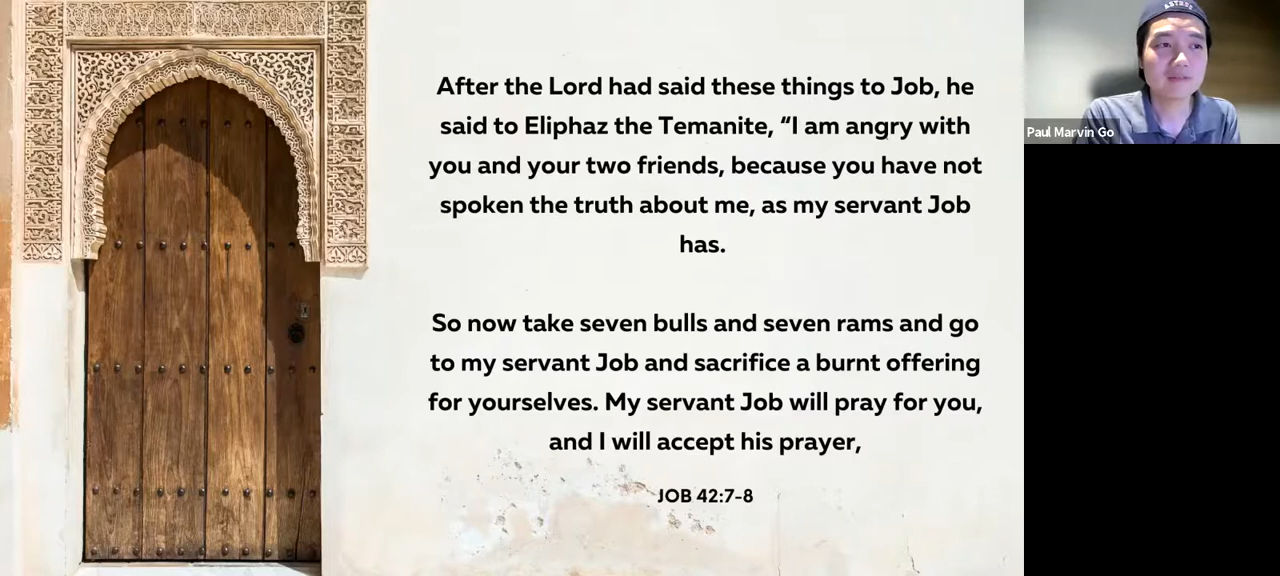 After the Lord had said these things to Job, he
said to Eliphaz the Temanite, “I am angry with
you and your two friends, because you have not
spoken the truth about me, as my servant Job
has.
So now take seven bulls and seven rams and go
to my servant Job and sacrifice a burnt offering
for yourselves. My servant Job will pray for you,
and I will accept his prayer,
JOB 42:7-8
Paul Marvin Go